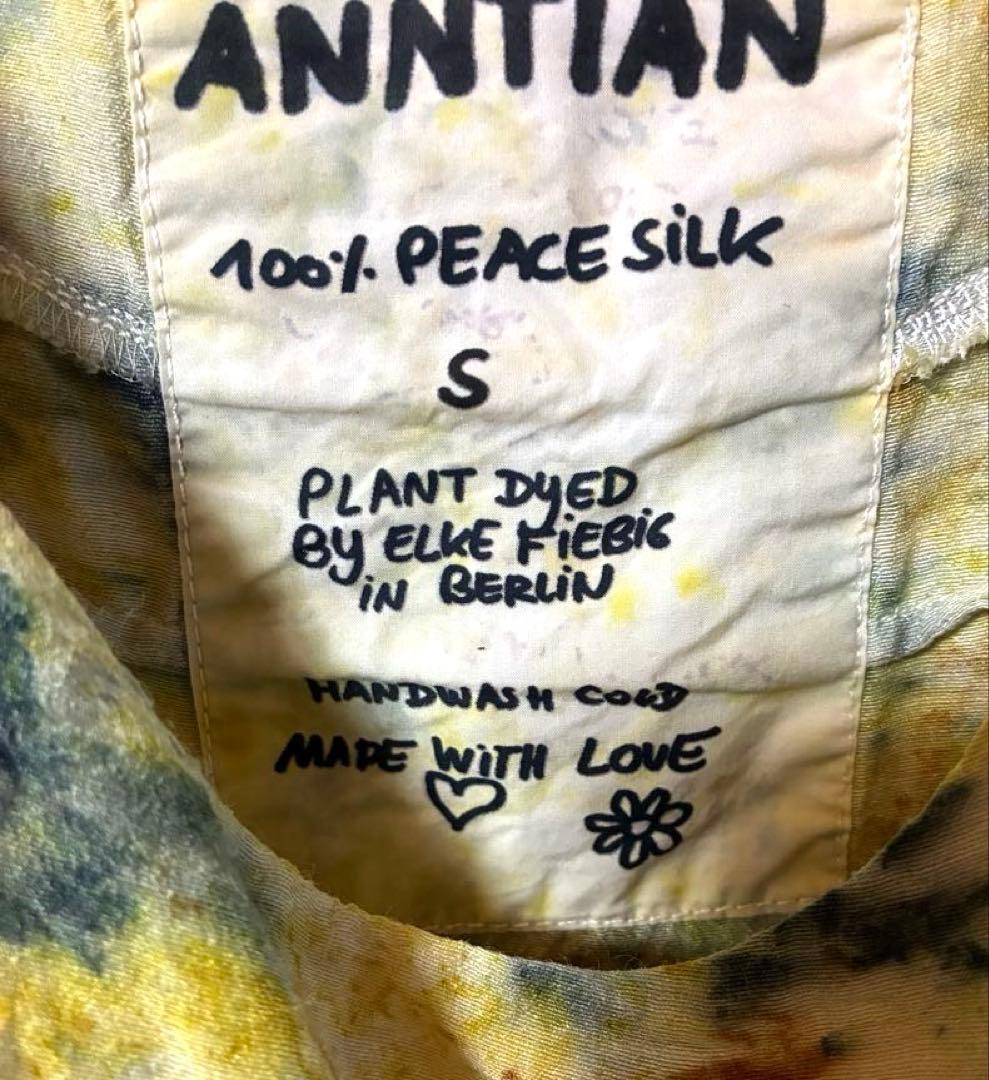 ANNTIAN
100% PEACE SiLK
S
PLANT DyED
By ELKE FiEBiG
iN BERLiN
HANDWASH COLD
MADE WiTH LOVE